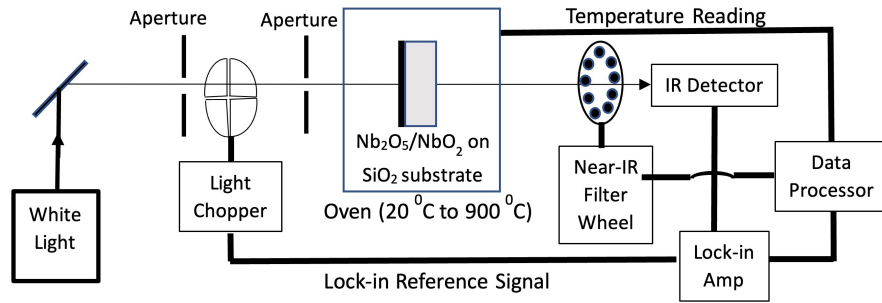 Aperture
Aperture
Temperature Reading
IR Detector
Nb₂O₅/NbO₂ on
SiO₂ substrate
Oven (20 ⁰C to 900 ⁰C)
White
Light
Light
Chopper
Near-IR
Filter
Wheel
Data
Processor
Lock-in
Amp
Lock-in Reference Signal